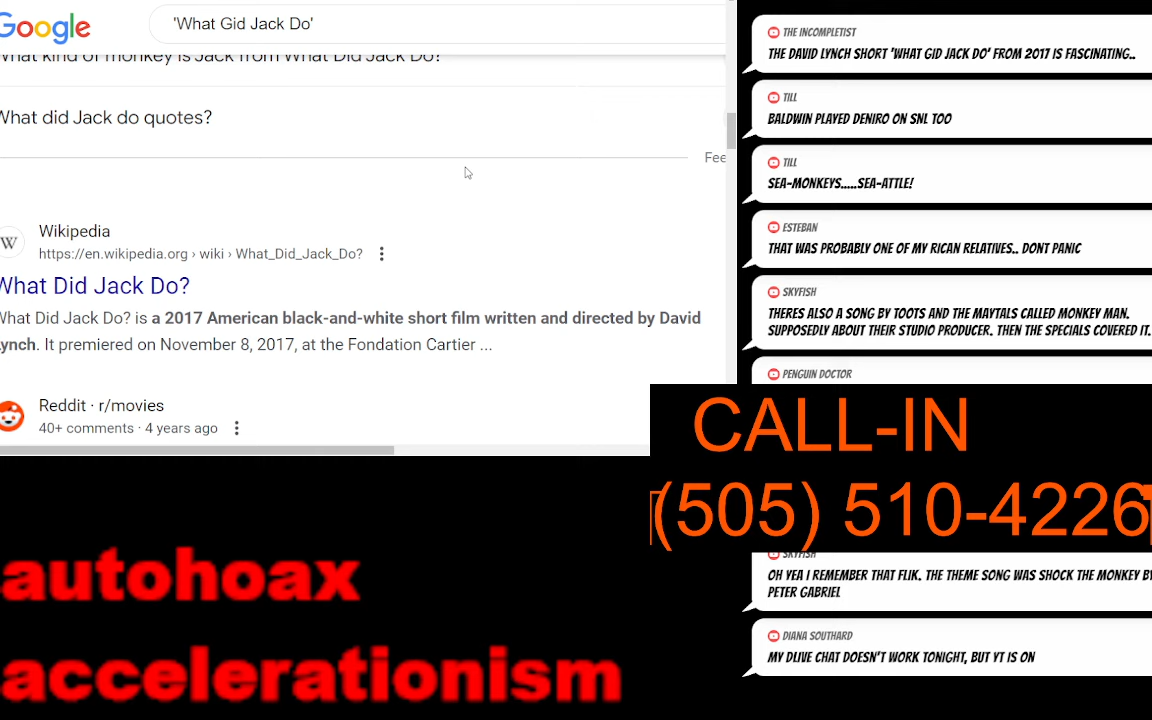 Google
'What Gid Jack Do'
What kind of monkey is Jack from What Did Jack Do?
What did Jack do quotes?
Fee
W
Wikipedia
https://en.wikipedia.org › wiki › What_Did_Jack_Do?
What Did Jack Do?
What Did Jack Do? is a 2017 American black-and-white short film written and directed by David
Lynch. It premiered on November 8, 2017, at the Fondation Cartier ...
Reddit · r/movies
40+ comments · 4 years ago
THE INCOMPLETIST
THE DAVID LYNCH SHORT 'WHAT GID JACK DO' FROM 2017 IS FASCINATING..
TILL
BALDWIN PLAYED DENIRO ON SNL TOO
TILL
SEA-MONKEYS.....SEA-ATTLE!
ESTEBAN
THAT WAS PROBABLY ONE OF MY RICAN RELATIVES.. DONT PANIC
SKYFISH
THERES ALSO A SONG BY TOOTS AND THE MAYTALS CALLED MONKEY MAN.
SUPPOSEDLY ABOUT THEIR STUDIO PRODUCER. THEN THE SPECIALS COVERED IT.
PENGUIN DOCTOR
CALL-IN
(505) 510-4226
SKYFISH
OH YEA I REMEMBER THAT FLIK. THE THEME SONG WAS SHOCK THE MONKEY BY
PETER GABRIEL
DIANA SOUTHARD
MY DLIVE CHAT DOESN'T WORK TONIGHT, BUT YT IS ON
autohoax
accelerationism